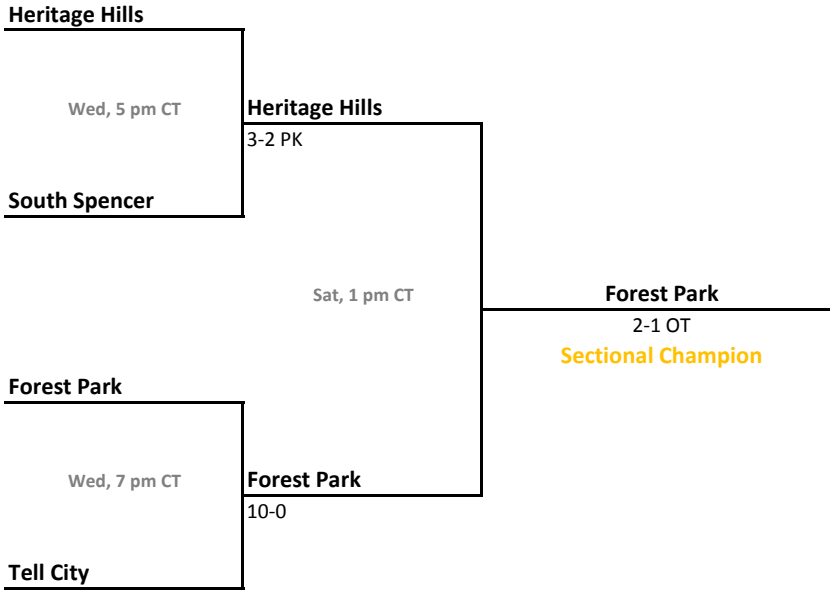 Heritage Hills
Wed, 5 pm CT
Heritage Hills
3-2 PK
South Spencer
Sat, 1 pm CT
Forest Park
2-1 OT
Sectional Champion
Forest Park
Wed, 7 pm CT
Forest Park
10-0
Tell City